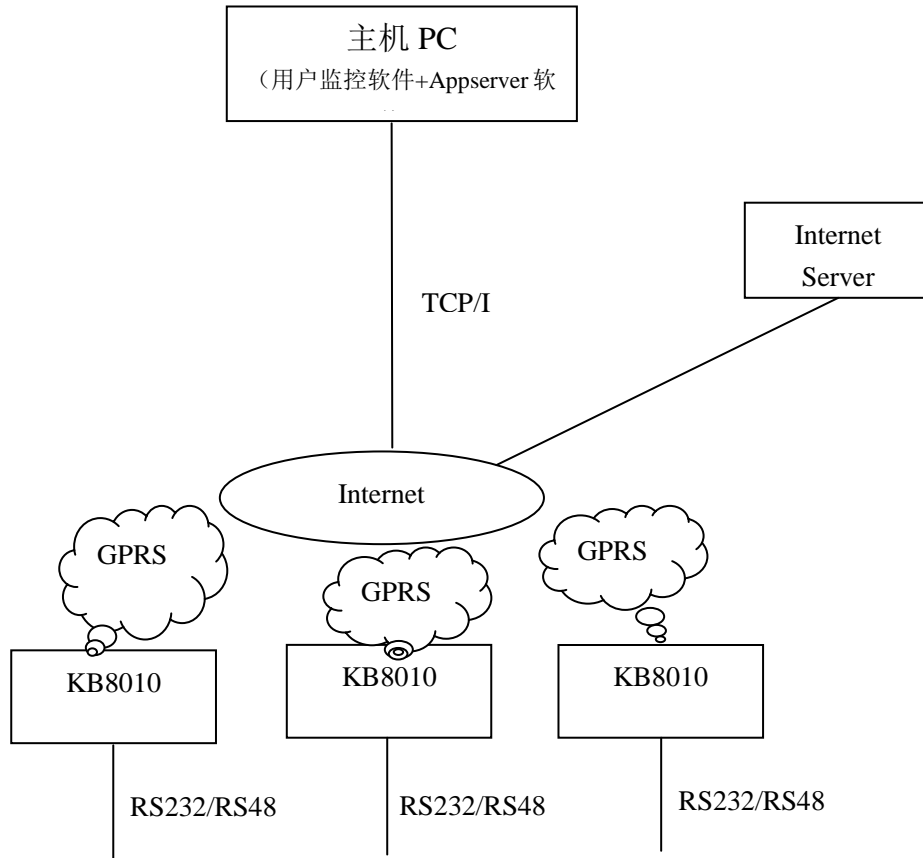 主机 PC
（用户监控软件+Appserver 软
Internet
Server
TCP/I
Internet
GPRS
GPRS
GPRS
KB8010
KB8010
KB8010
RS232/RS48
RS232/RS48
RS232/RS48